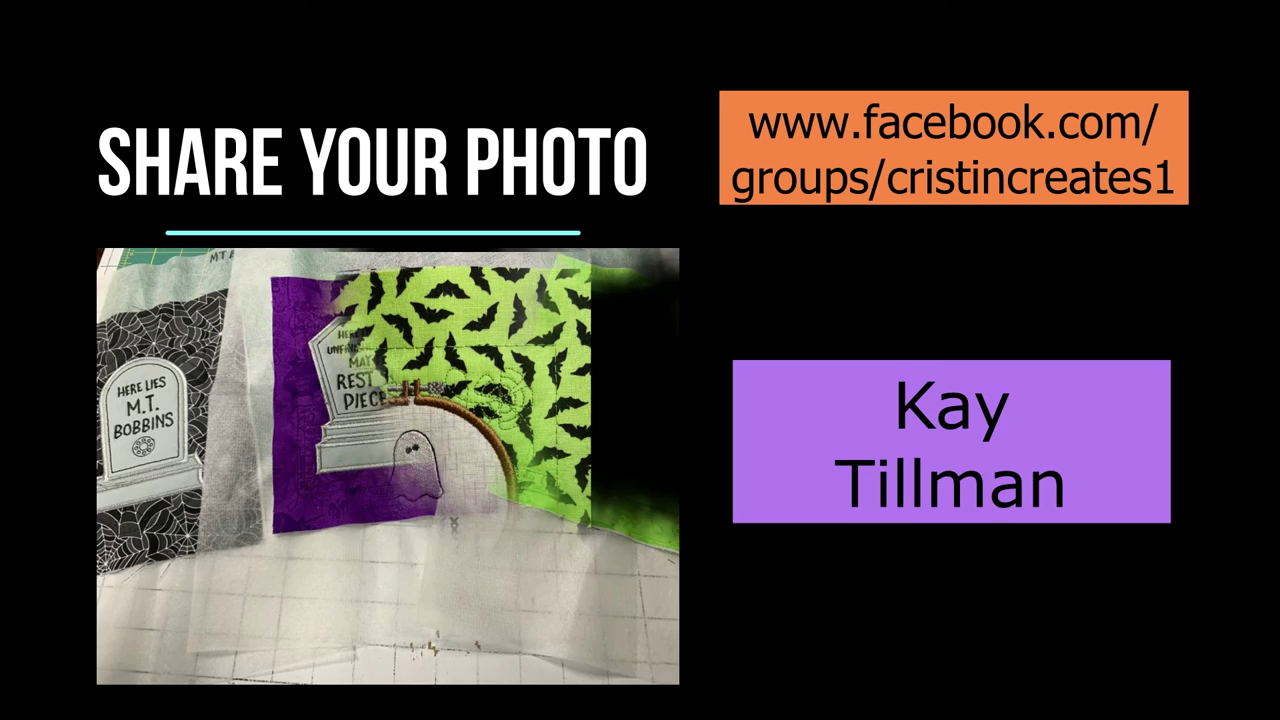 SHARE YOUR PHOTO
www.facebook.com/
groups/cristincreates1
Kay
Tillman
HERE LIES
M.T.
BOBBINS
MAY
REST